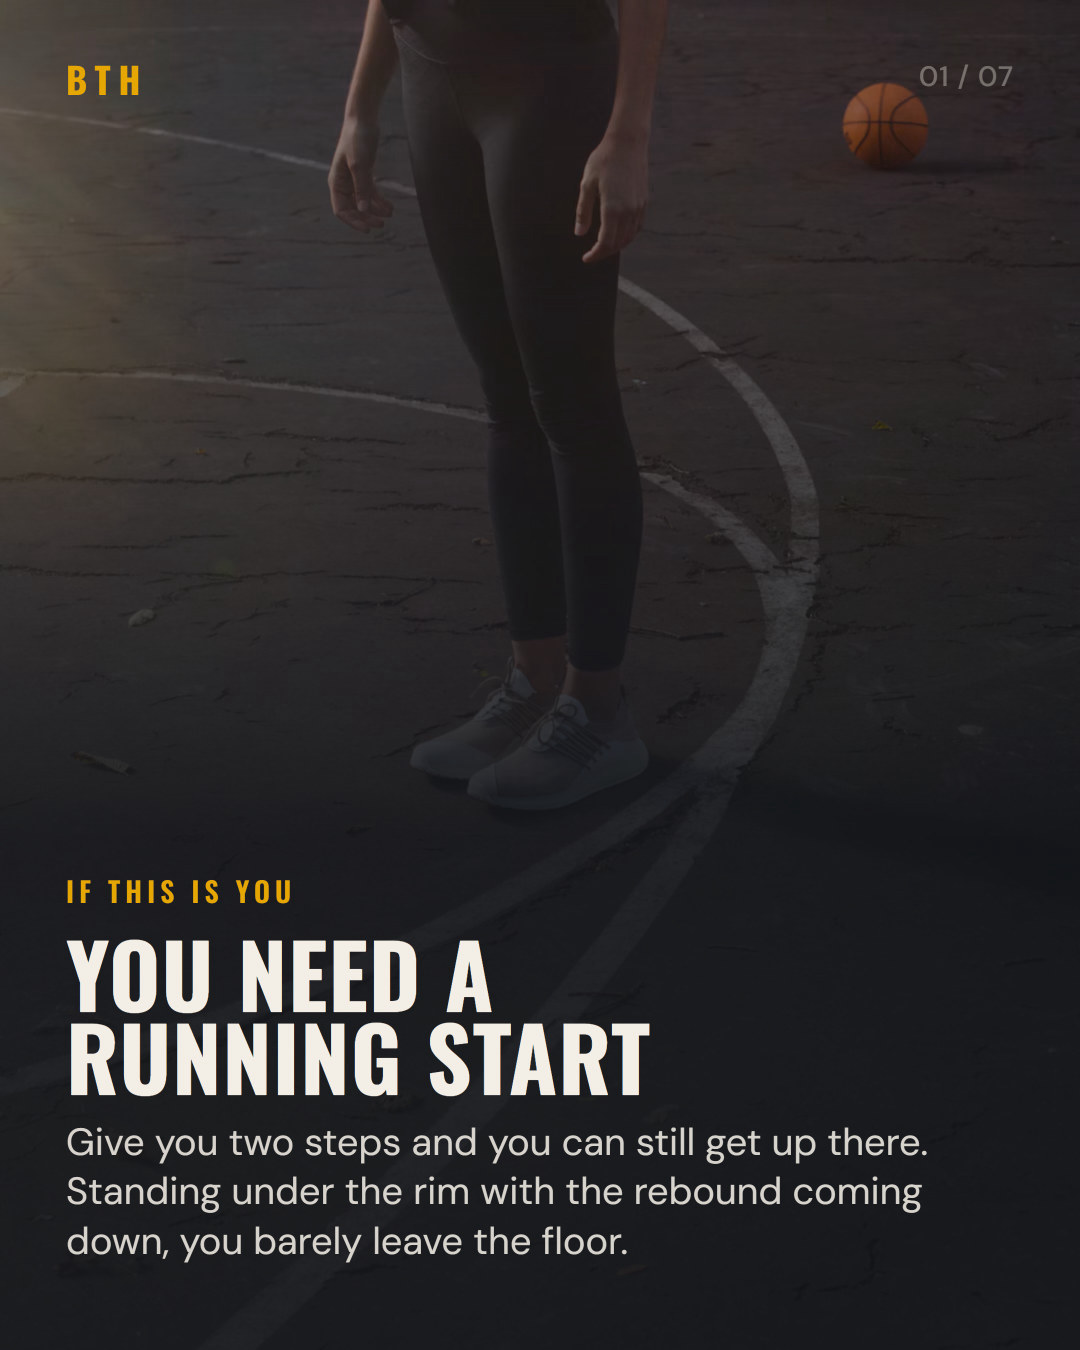 BTH
01 / 07
IF THIS IS YOU
YOU NEED A
RUNNING START
Give you two steps and you can still get up there.
Standing under the rim with the rebound coming
down, you barely leave the floor.